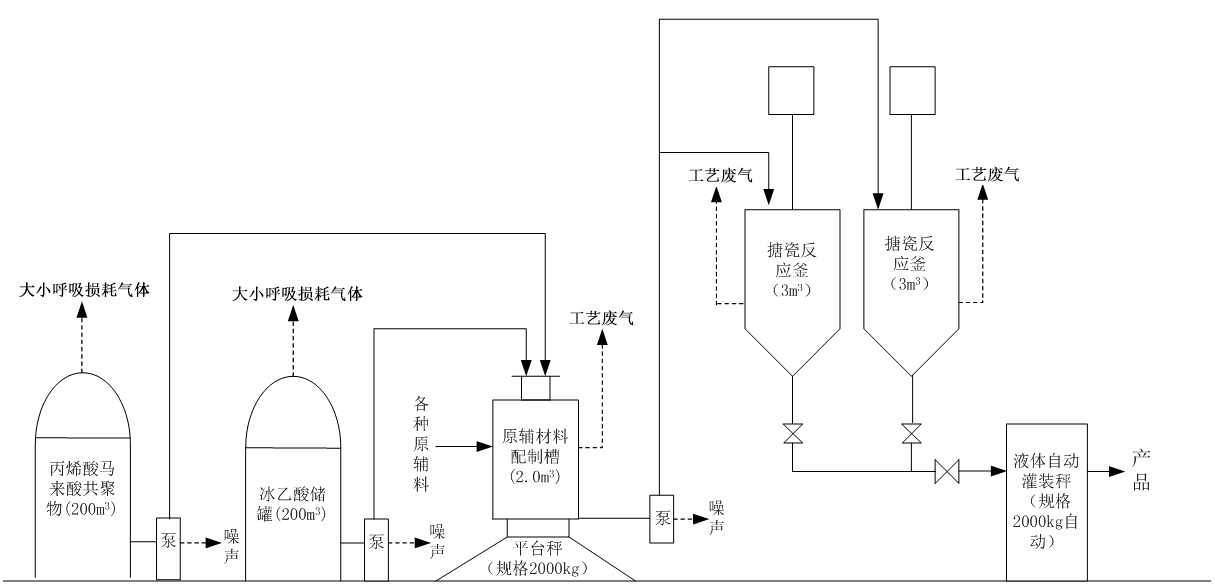 工艺废气
工艺废气
搪瓷反
应釜
（3m³）
搪瓷反
应釜
（3m³）
大小呼吸损耗气体
大小呼吸损耗气体
工艺废气
各种原辅料
原辅材料
配制槽
(2.0m³)
丙烯酸马
来酸共聚
物(200m³)
冰乙酸储
罐(200m³)
泵
噪声
泵
噪声
平台秤
（规格2000kg）
泵
噪声
液体自动
灌装秤
（规格
2000kg自
动）
产品